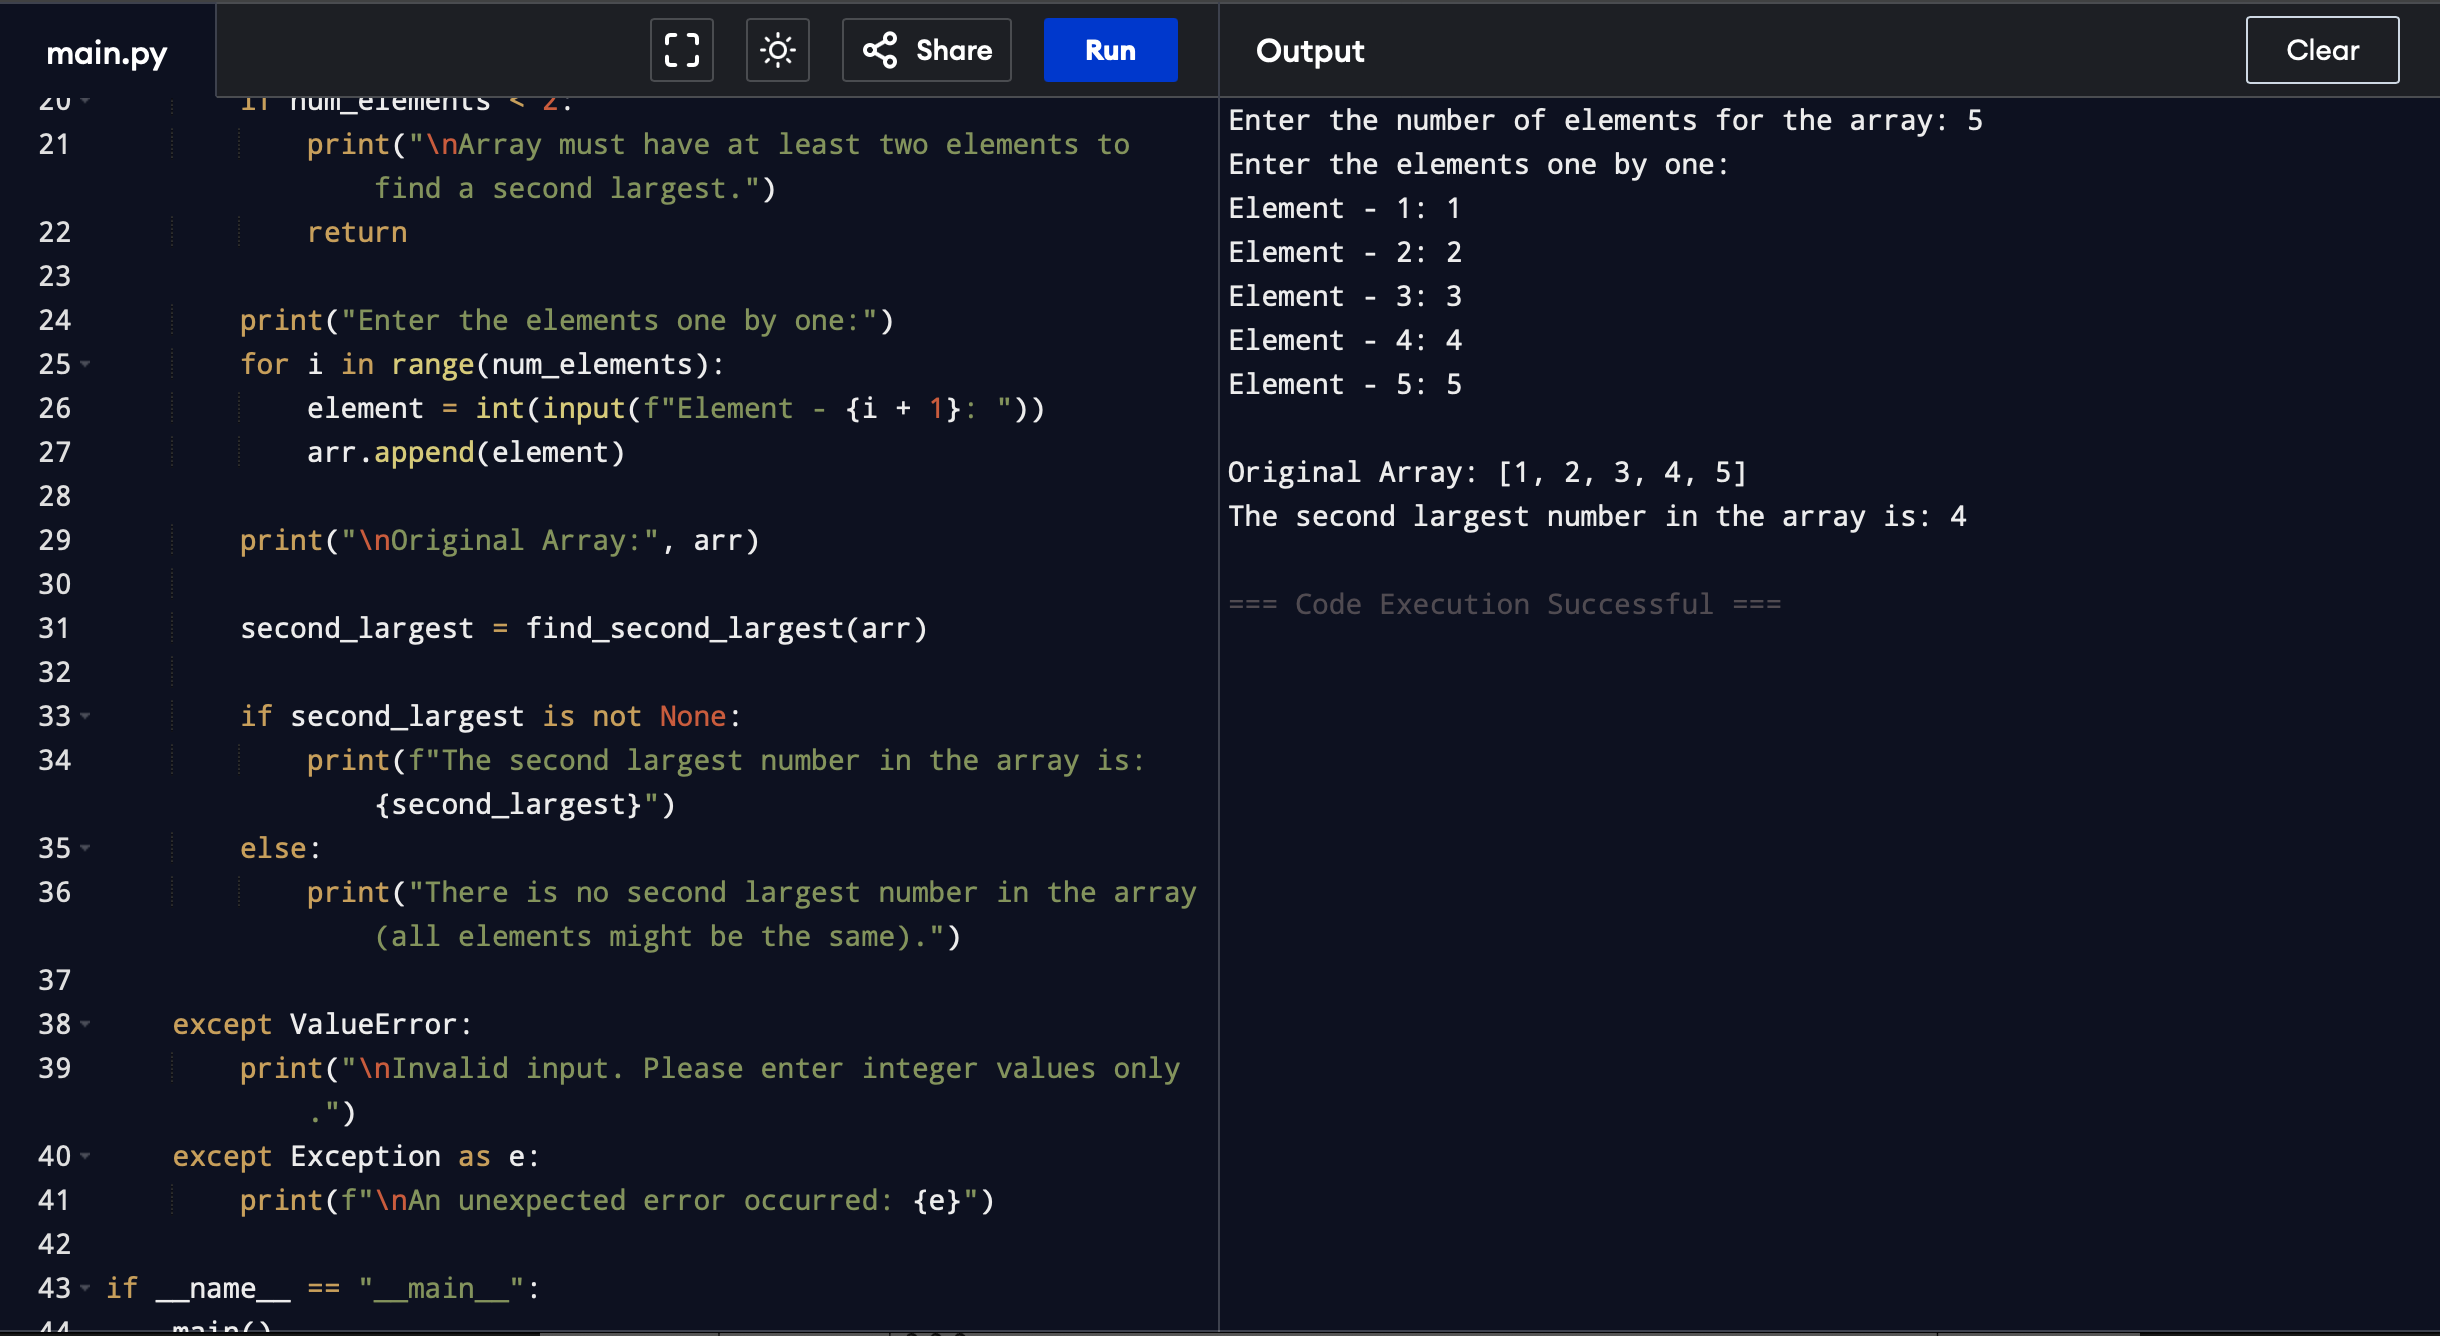 main.py
Share
Run
Output
Clear
20 if num_elements < 2:
21 print("\nArray must have at least two elements to
find a second largest.")
22 return
23
24 print("Enter the elements one by one:")
25 for i in range(num_elements):
26 element = int(input(f"Element - {i + 1}: "))
27 arr.append(element)
28
29 print("\nOriginal Array:", arr)
30
31 second_largest = find_second_largest(arr)
32
33 if second_largest is not None:
34 print(f"The second largest number in the array is:
{second_largest}")
35 else:
36 print("There is no second largest number in the array
(all elements might be the same).")
37
38 except ValueError:
39 print("\nInvalid input. Please enter integer values only
.")
40 except Exception as e:
41 print(f"\nAn unexpected error occurred: {e}")
42
43 if __name__ == "__main__":
44 main()
Enter the number of elements for the array: 5
Enter the elements one by one:
Element - 1: 1
Element - 2: 2
Element - 3: 3
Element - 4: 4
Element - 5: 5
Original Array: [1, 2, 3, 4, 5]
The second largest number in the array is: 4
=== Code Execution Successful ===